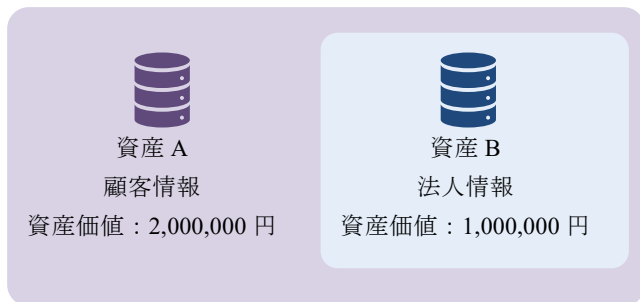 資産 A
顧客情報
資産価値：2,000,000 円
資産 B
法人情報
資産価値：1,000,000 円